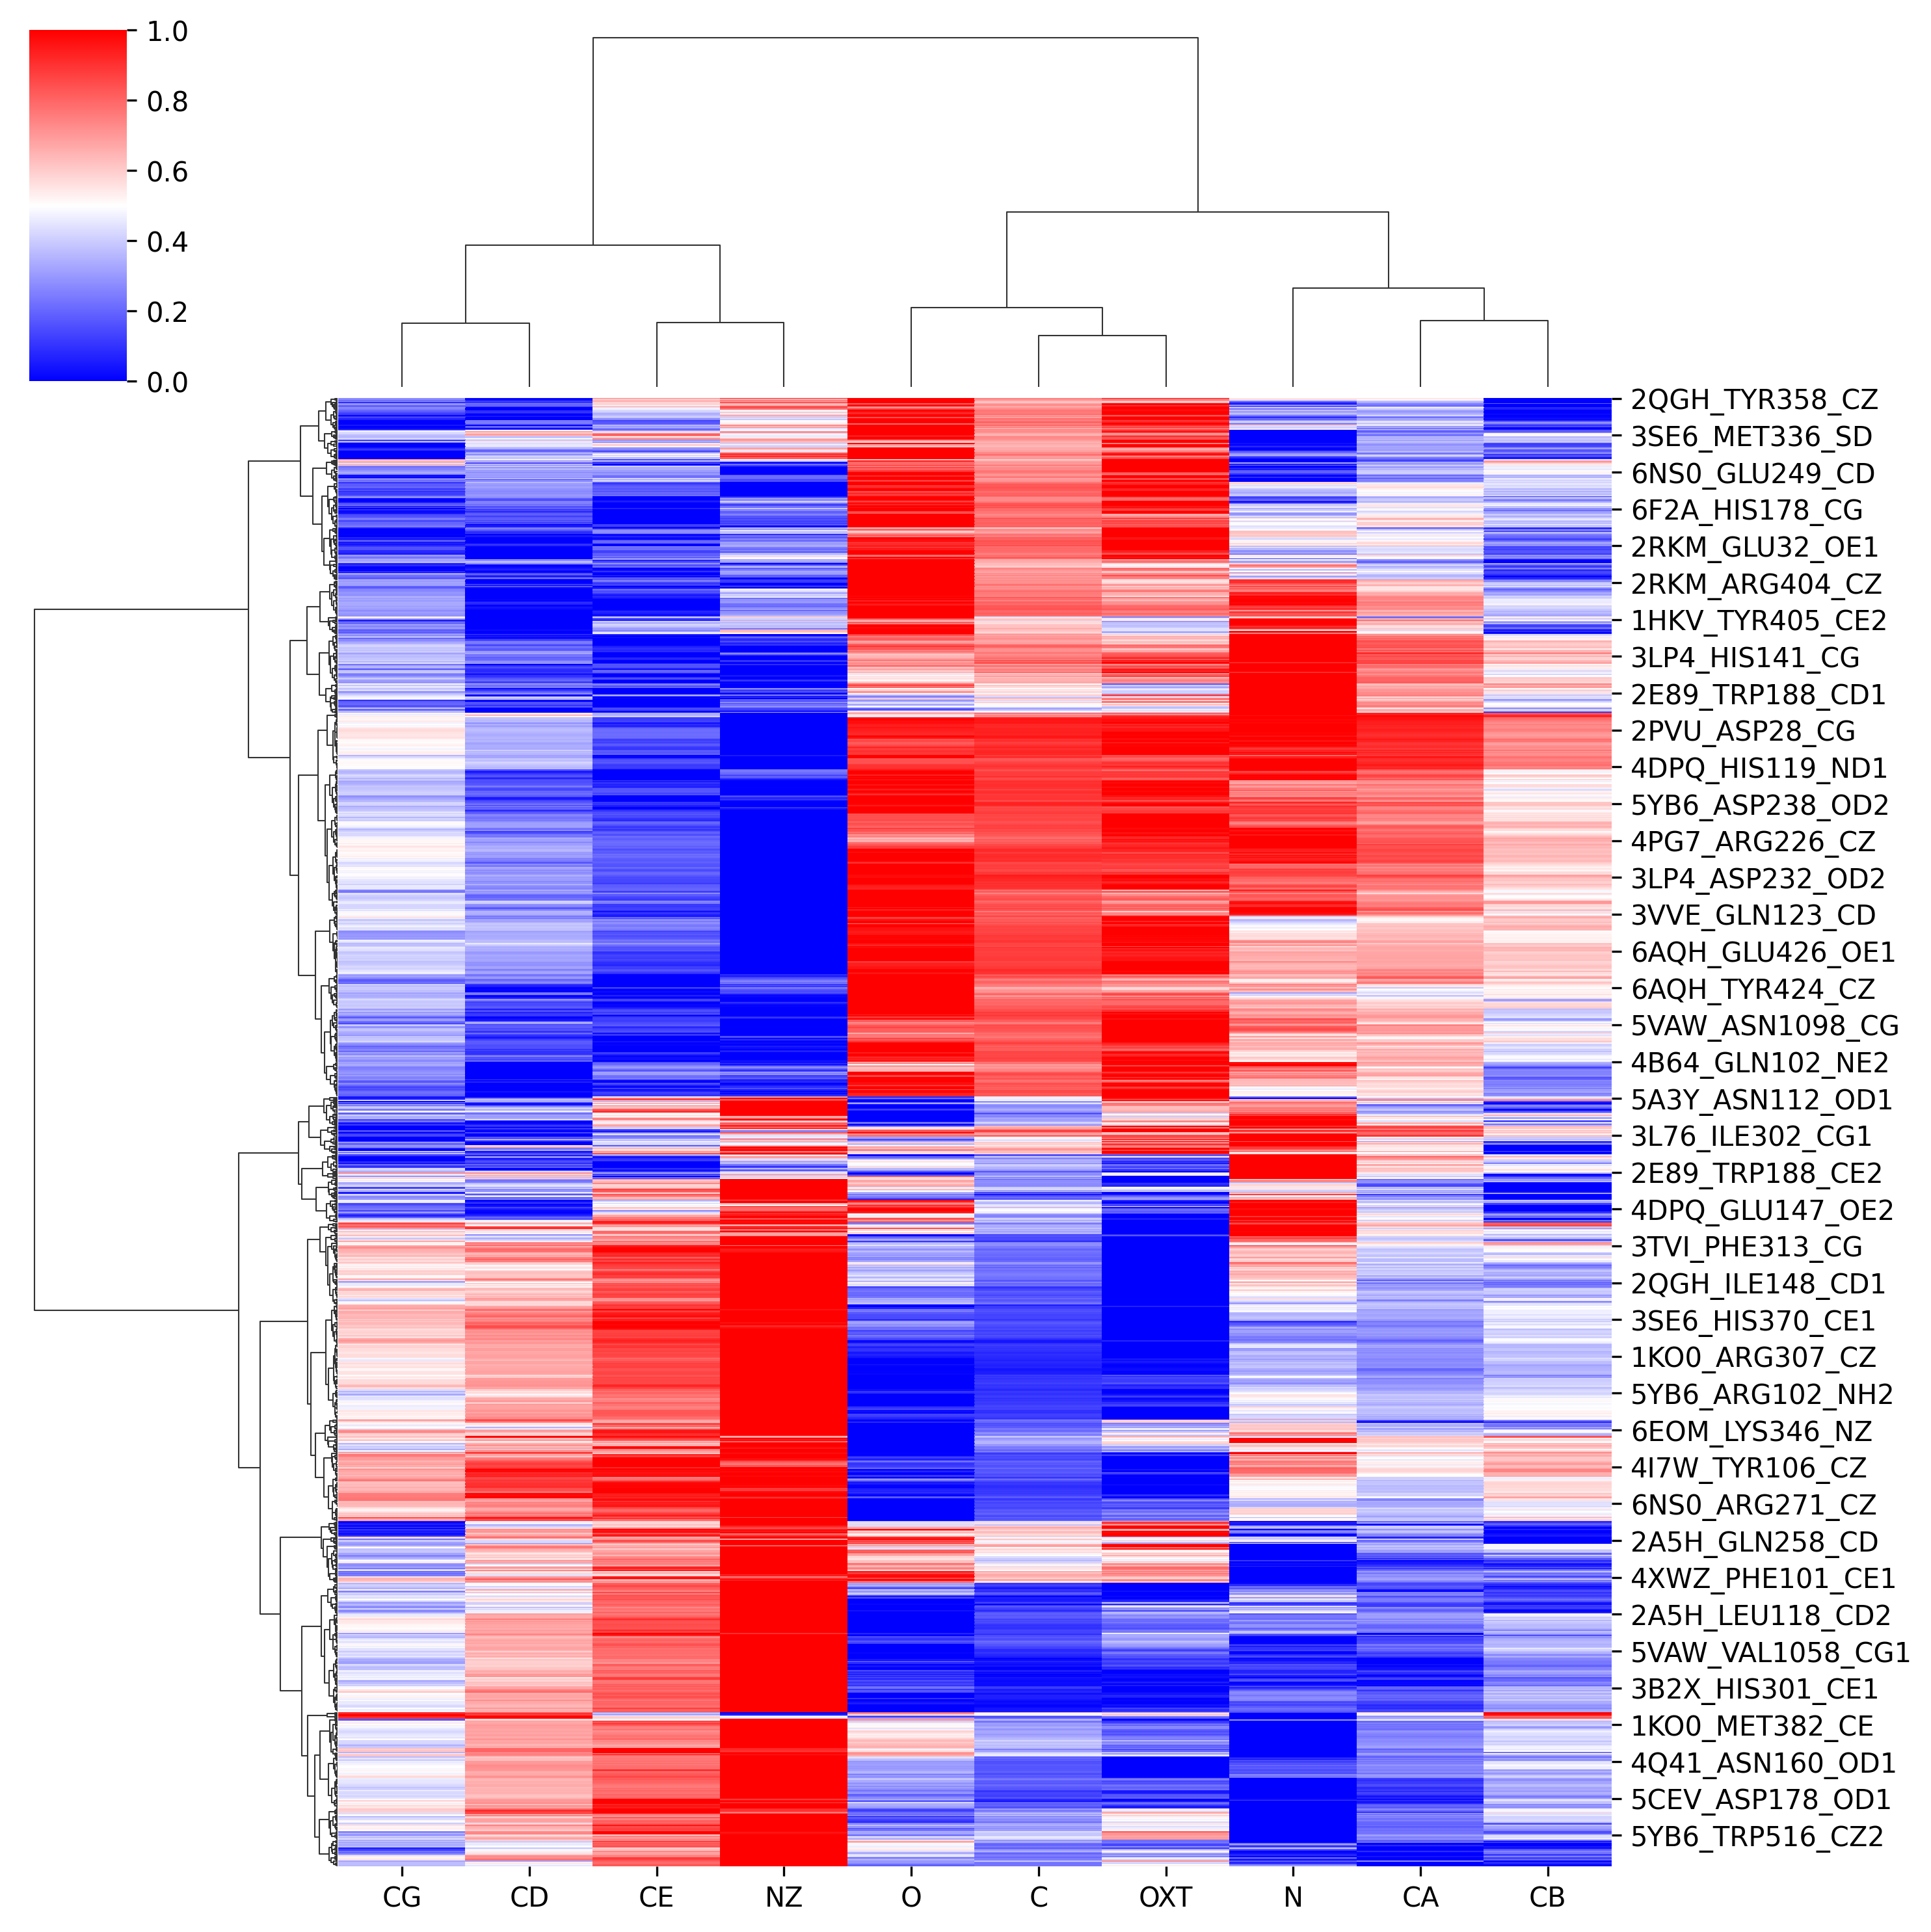 1.0
0.8
0.6
0.4
0.2
0.0
2QGH_TYR358_CZ
3SE6_MET336_SD
6NS0_GLU249_CD
6F2A_HIS178_CG
2RKM_GLU32_OE1
2RKM_ARG404_CZ
1HKV_TYR405_CE2
3LP4_HIS141_CG
2E89_TRP188_CD1
2PVU_ASP28_CG
4DPQ_HIS119_ND1
5YB6_ASP238_OD2
4PG7_ARG226_CZ
3LP4_ASP232_OD2
3VVE_GLN123_CD
6AQH_GLU426_OE1
6AQH_TYR424_CZ
5VAW_ASN1098_CG
4B64_GLN102_NE2
5A3Y_ASN112_OD1
3L76_ILE302_CG1
2E89_TRP188_CE2
4DPQ_GLU147_OE2
3TVI_PHE313_CG
2QGH_ILE148_CD1
3SE6_HIS370_CE1
1KO0_ARG307_CZ
5YB6_ARG102_NH2
6EOM_LYS346_NZ
4I7W_TYR106_CZ
6NS0_ARG271_CZ
2A5H_GLN258_CD
4XWZ_PHE101_CE1
2A5H_LEU118_CD2
5VAW_VAL1058_CG1
3B2X_HIS301_CE1
1KO0_MET382_CE
4Q41_ASN160_OD1
5CEV_ASP178_OD1
5YB6_TRP516_CZ2
CG CD CE NZ O C OXT N CA CB